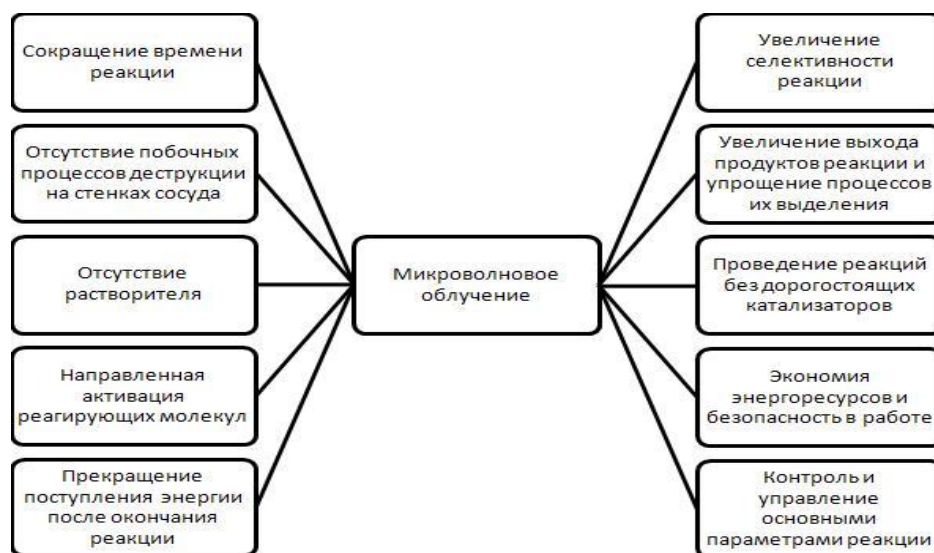 Сокращение времени
реакции
Отсутствие побочных
процессов деструкции
на стенках сосуда
Отсутствие
растворителя
Направленная
активация
реагирующих молекул
Прекращение
поступления энергии
после окончания
реакции
Микроволновое
облучение
Увеличение
селективности
реакции
Увеличение выхода
продуктов реакции и
упрощение процессов
их выделения
Проведение реакций
без дорогостоящих
катализаторов
Экономия
энергоресурсов и
безопасность в работе
Контроль и
управление
основными
параметрами реакции